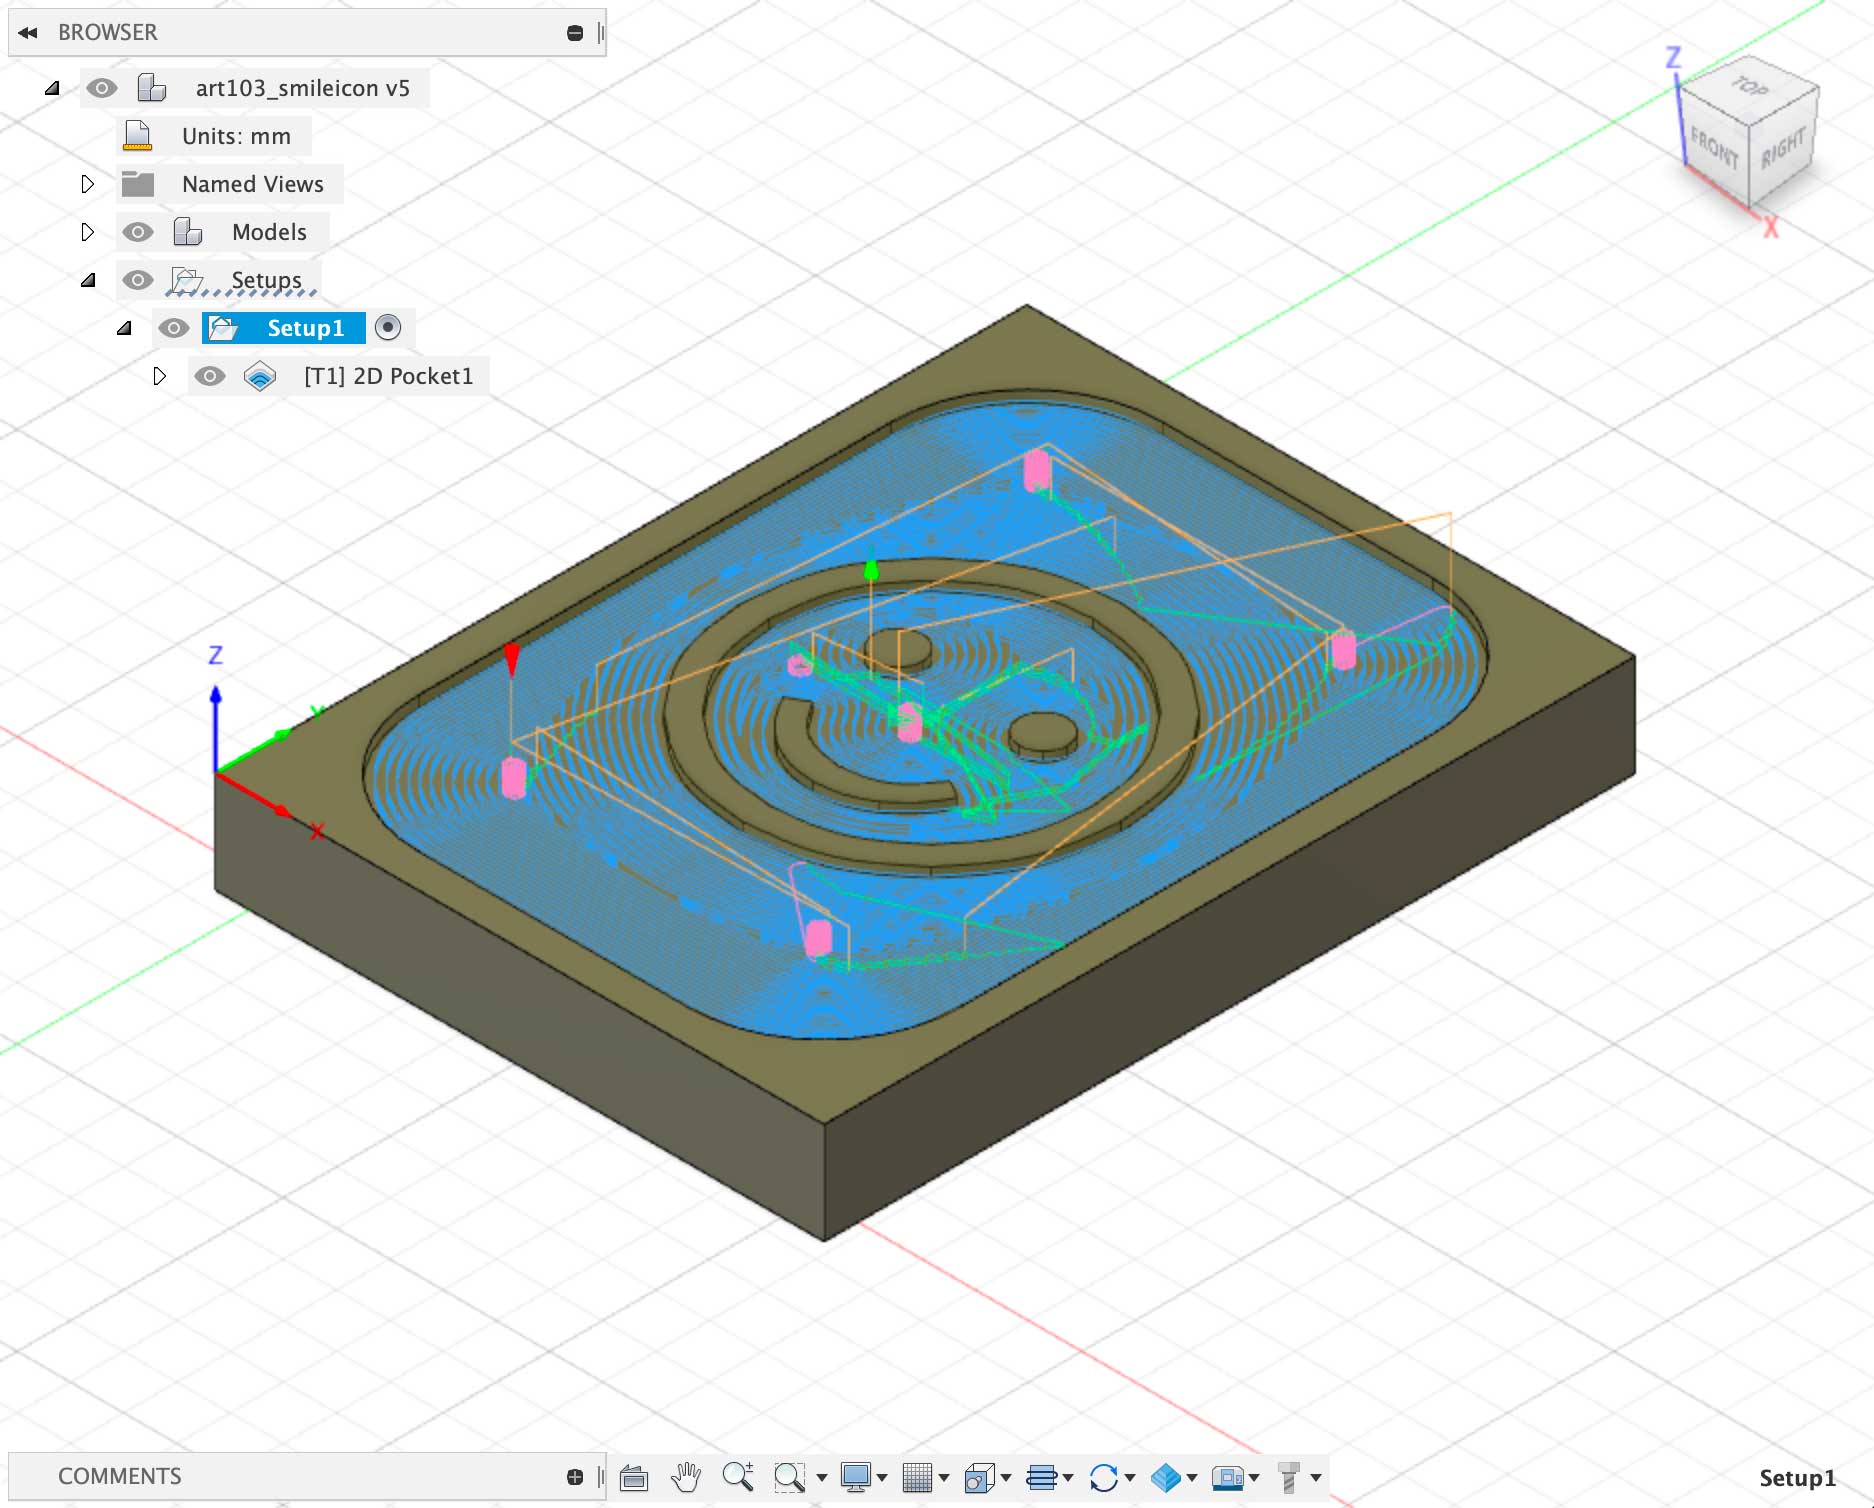 BROWSER
art103_smileicon v5
Units: mm
Named Views
Models
Setups
Setup1
[T1] 2D Pocket1
Z
TOP
FRONT
RIGHT
X
Z
Y
X
COMMENTS
Setup1